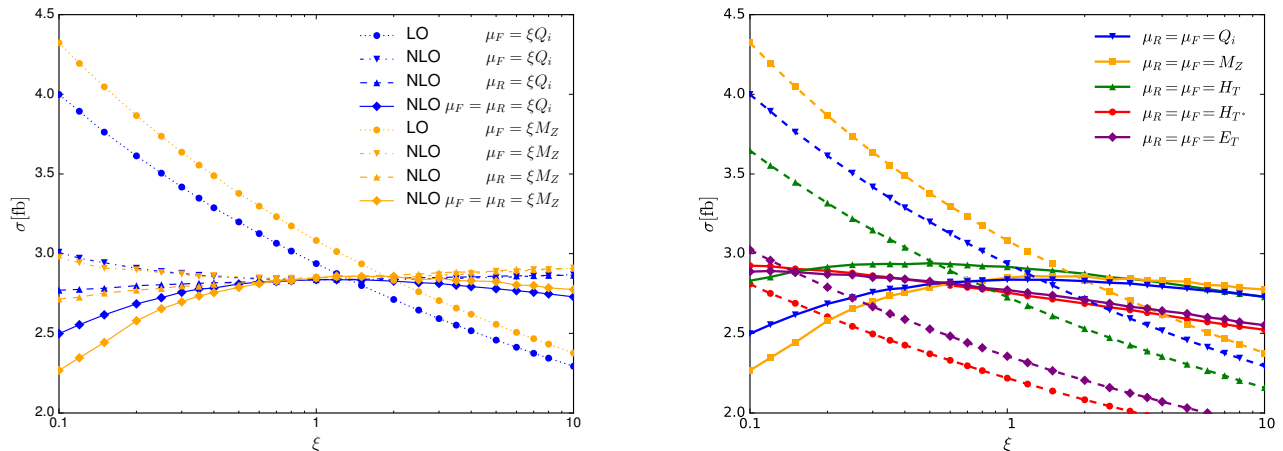 4.5
4.0
3.5
3.0
2.5
2.0
σ[fb]
0.1
1
10
ξ
LO μ_F = ξQ_i
NLO μ_F = ξQ_i
NLO μ_R = ξQ_i
NLO μ_F = μ_R = ξQ_i
LO μ_F = ξM_Z
NLO μ_F = ξM_Z
NLO μ_R = ξM_Z
NLO μ_F = μ_R = ξM_Z
4.5
4.0
3.5
3.0
2.5
2.0
σ[fb]
0.1
1
10
ξ
μ_R = μ_F = Q_i
μ_R = μ_F = M_Z
μ_R = μ_F = H_T
μ_R = μ_F = H_{T*}
μ_R = μ_F = E_T